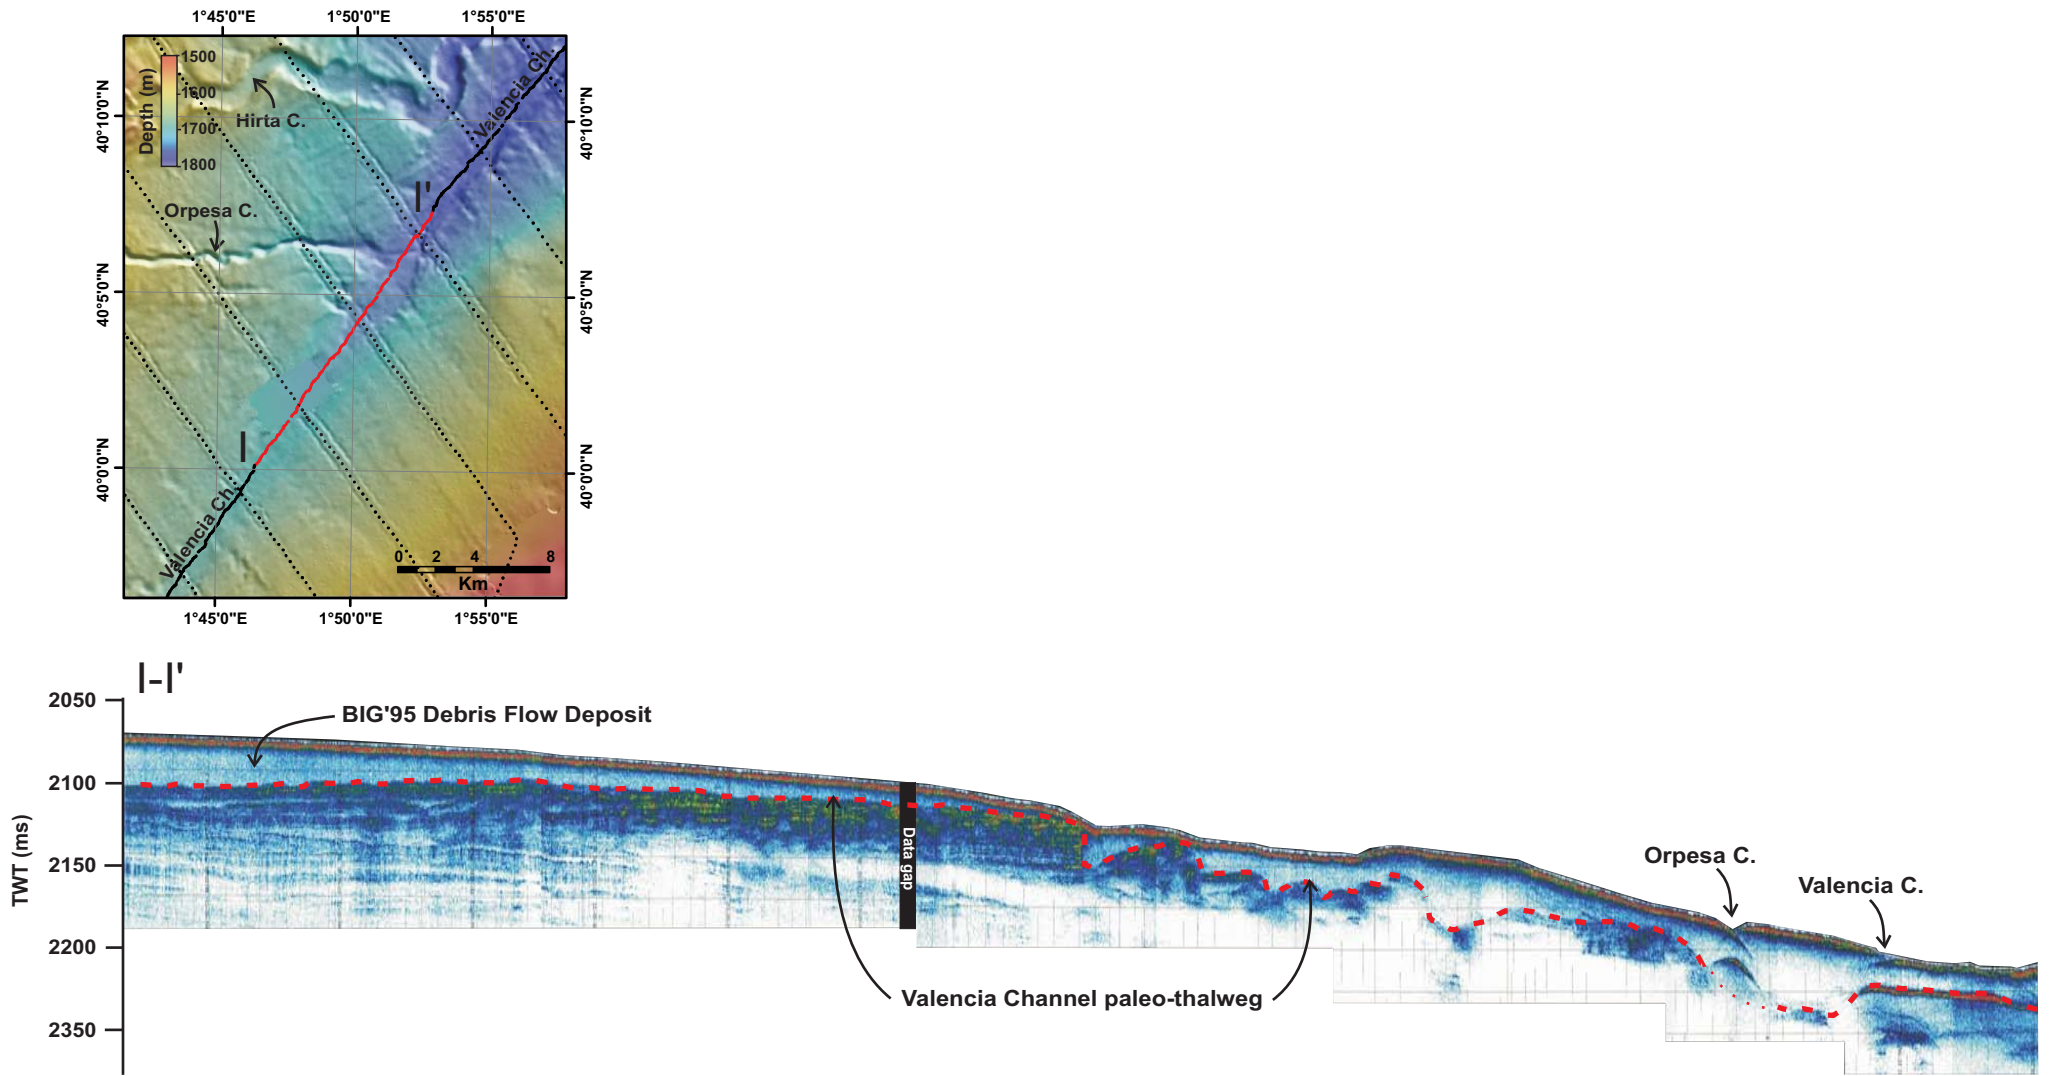 1°45'0"E 1°50'0"E 1°55'0"E
Depth (m)
1500
1600
1700
1800
Hirta C.
Valencia Ch.
40°10'0"N
40°10'0"N
I'
Orpesa C.
40°5'0"N
40°5'0"N
I
40°0'0"N
40°0'0"N
Valencia Ch.
0 2 4 8
Km
1°45'0"E 1°50'0"E 1°55'0"E
I-I'
TWT (ms)
2050
2100
2150
2200
2350
BIG'95 Debris Flow Deposit
Data gap
Orpesa C.
Valencia C.
Valencia Channel paleo-thalweg